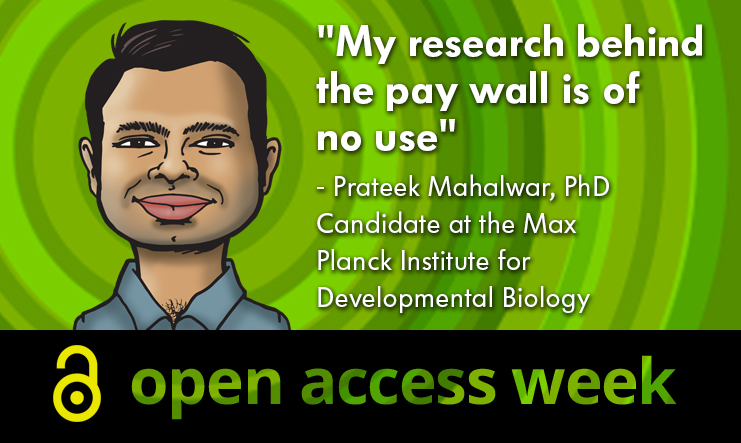 "My research behind
the pay wall is of
no use"
- Prateek Mahalwar, PhD
Candidate at the Max
Planck Institute for
Developmental Biology
open access week